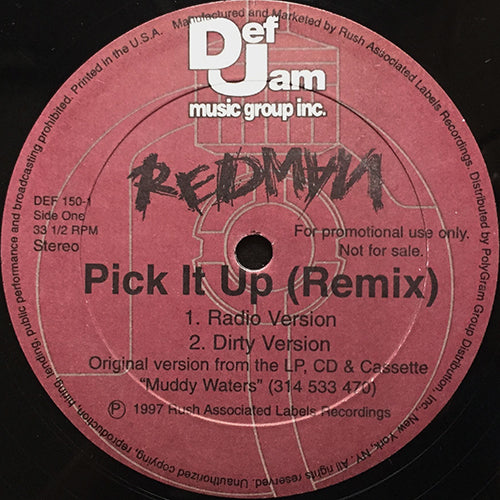 Def
Jam
music group inc.
REDMAN
DEF 150-1
Side One
33 1/2 RPM
Stereo
For promotional use only.
Not for sale.
Pick It Up (Remix)
1. Radio Version
2. Dirty Version
Original version from the LP, CD & Cassette
“Muddy Waters” (314 533 470)
℗ 1997 Rush Associated Labels Recordings
Manufactured and Marketed by Rush Associated Labels Recordings. Distributed by PolyGram Group Distribution, Inc., New York, NY. All rights reserved. Unauthorized copying, reproduction, hiring, lending, public performance and broadcasting prohibited. Printed in the U.S.A.